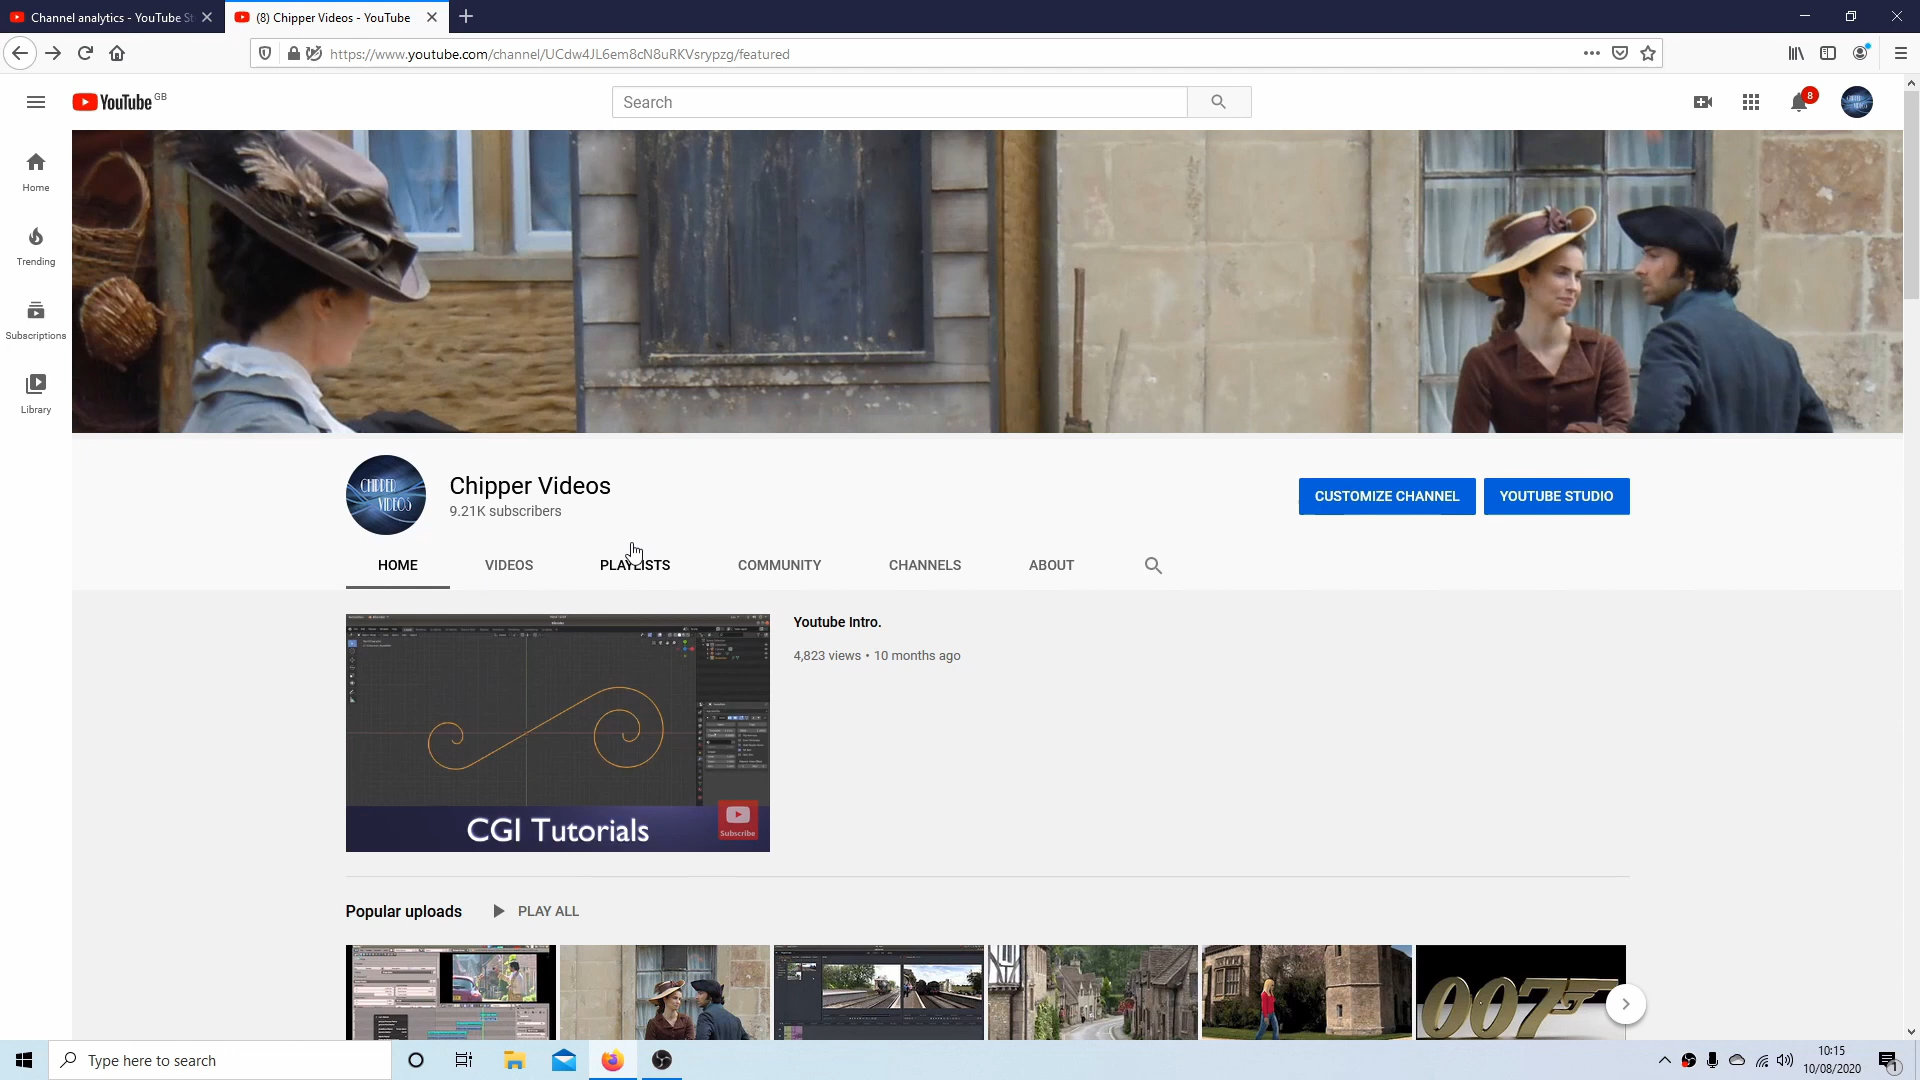 Channel analytics - YouTube St
(8) Chipper Videos - YouTube
https://www.youtube.com/channel/UCdw4JL6em8cN8uRKVsrypzg/featured
YouTube GB
Search
8
Home
Trending
Subscriptions
Library
CHIPPER
VIDEOS
Chipper Videos
9.21K subscribers
CUSTOMIZE CHANNEL
YOUTUBE STUDIO
HOME
VIDEOS
PLAYLISTS
COMMUNITY
CHANNELS
ABOUT
Youtube Intro.
4,823 views • 10 months ago
CGI Tutorials
Subscribe
Popular uploads
PLAY ALL
007
Type here to search
10:15
10/08/2020
1